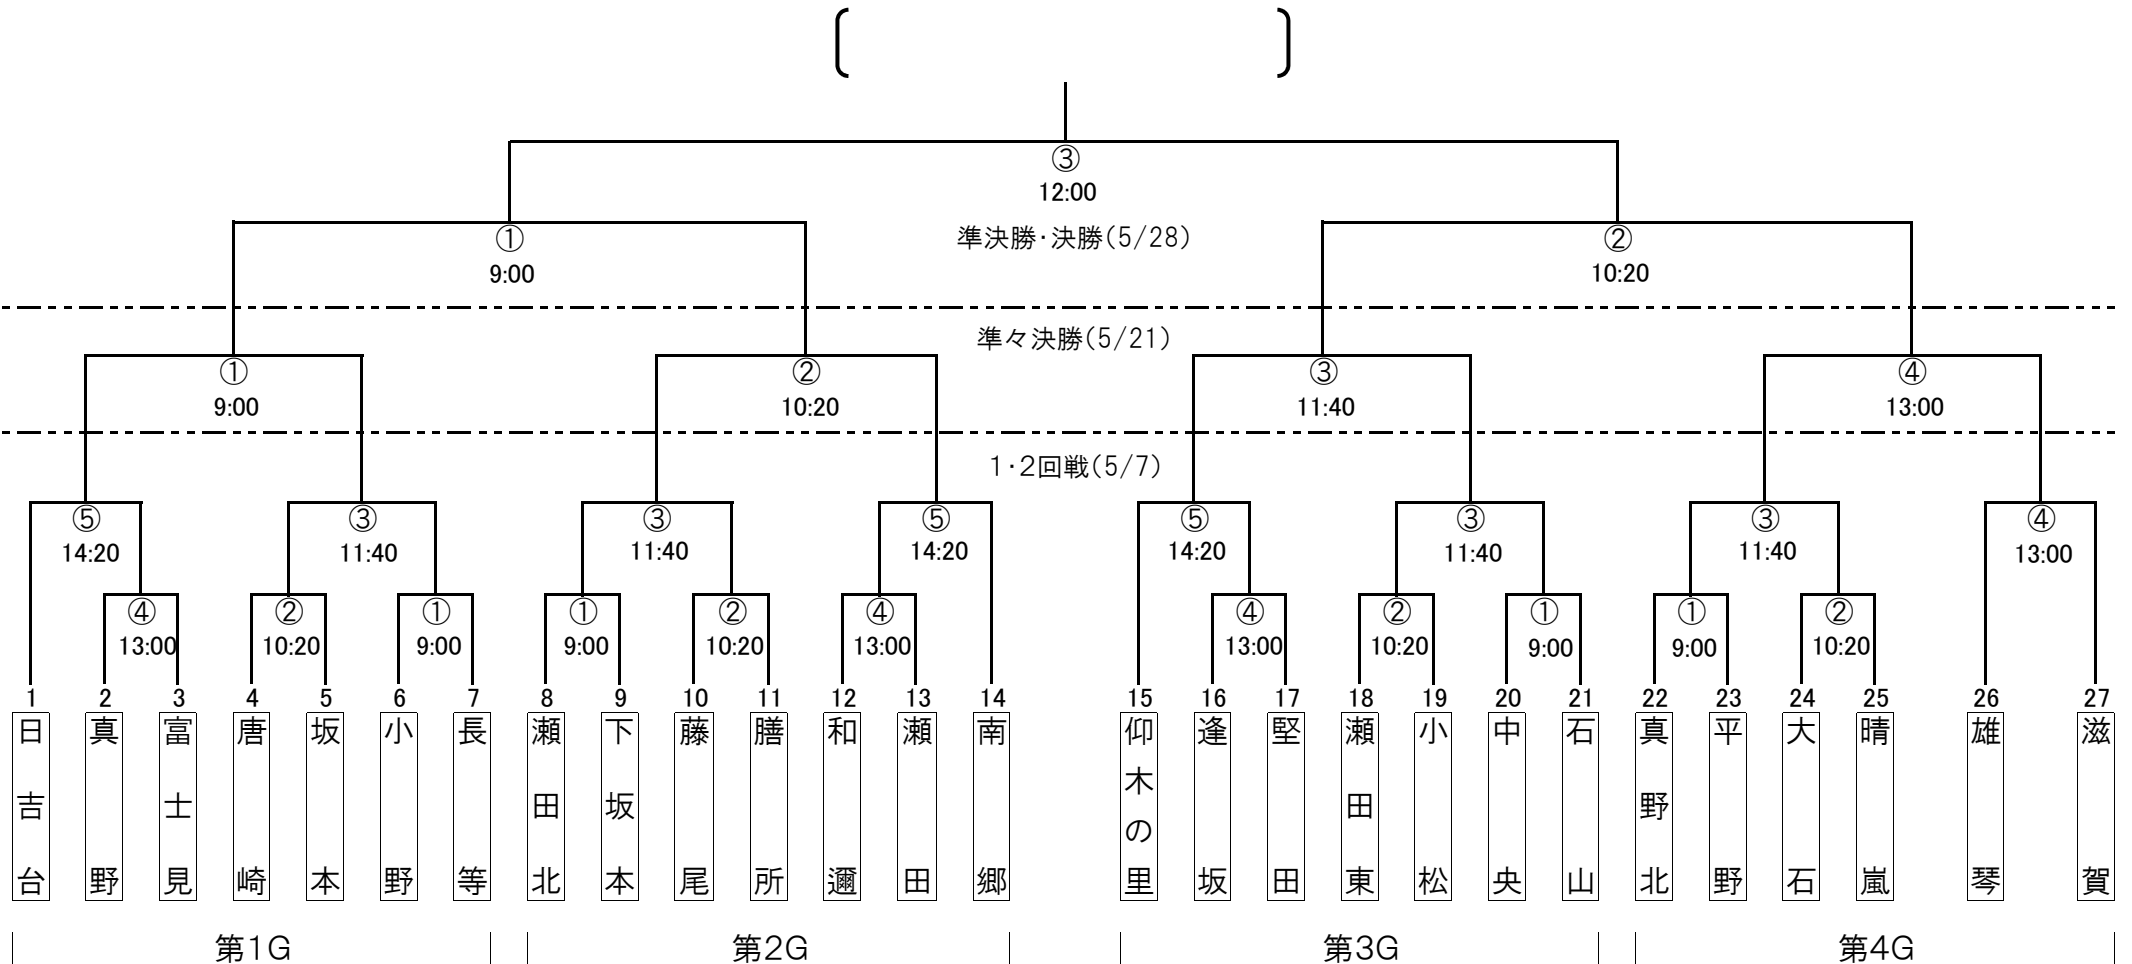 ③
12:00
① ②
準決勝・決勝(5/28)
9:00 10:20
準々決勝(5/21)
① ② ③ ④
9:00 10:20 11:40 13:00
1・2回戦(5/7)
⑤ ③ ③ ⑤ ⑤ ③ ③ ④
14:20 11:40 11:40 14:20 14:20 11:40 11:40 13:00
④ ② ① ① ② ④ ④ ② ① ① ②
13:00 10:20 9:00 9:00 10:20 13:00 13:00 10:20 9:00 9:00 10:20
1 2 3 4 5 6 7 8 9 10 11 12 13 14 15 16 17 18 19 20 21 22 23 24 25 26 27
日吉台
真野
富士見
唐崎
坂本
小野
長等
瀬田北
下坂本
藤尾
膳所
和邇
瀬田
南郷
仰木の里
逢坂
堅田
瀬田東
小松
中央
石山
真野北
平野
大石
晴嵐
雄琴
滋賀
第1G 第2G 第3G 第4G